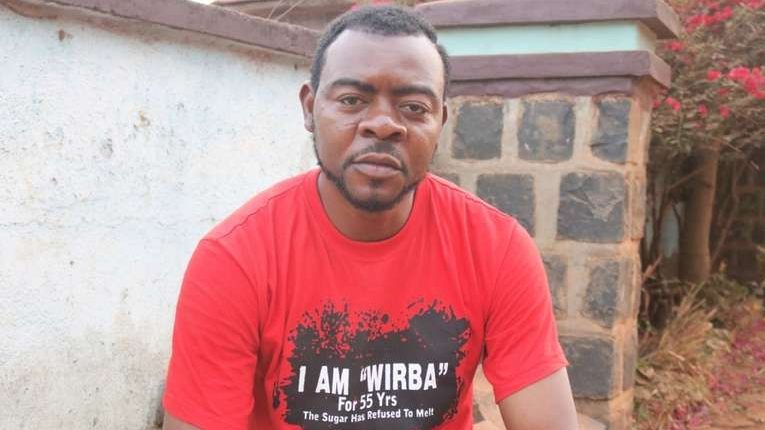 I AM "WIRBA"
For 55 Yrs
The Sugar Has Refused To Melt